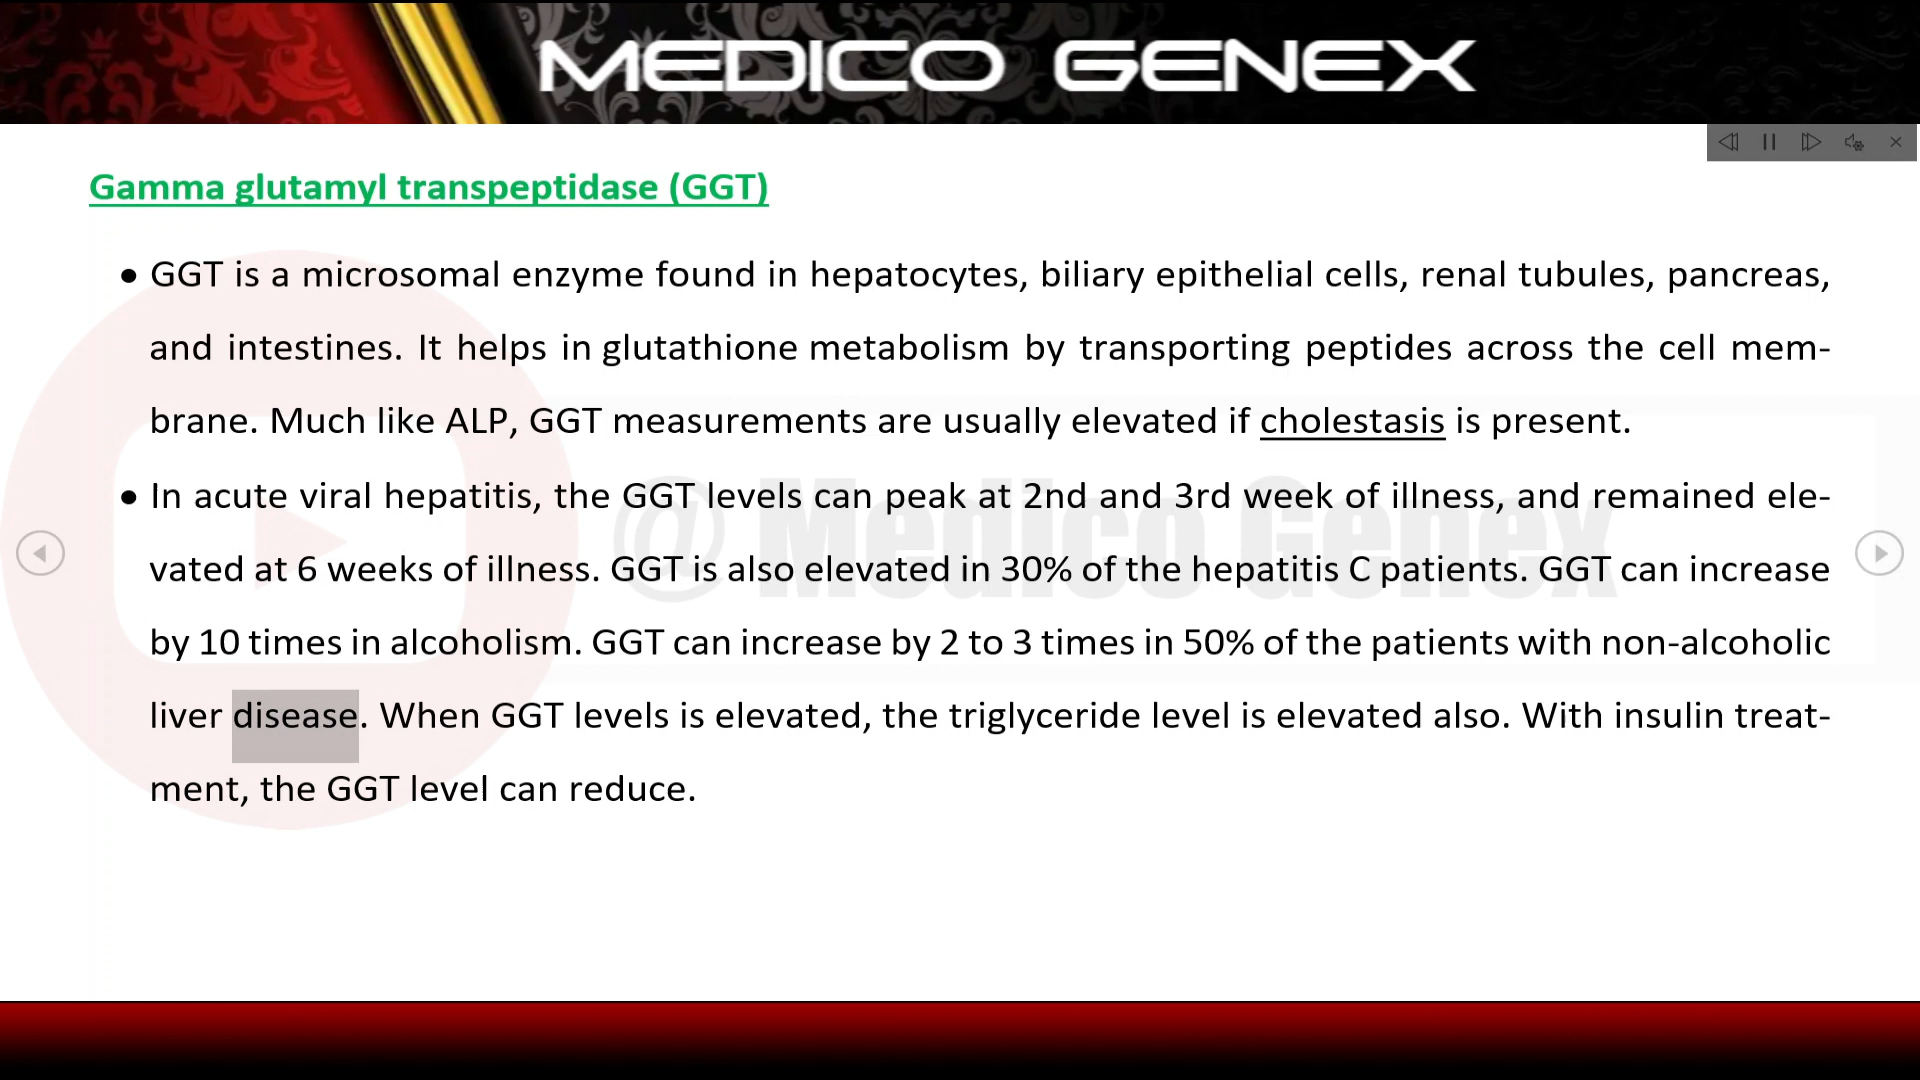 MEDICO GENEX
Gamma glutamyl transpeptidase (GGT)
● GGT is a microsomal enzyme found in hepatocytes, biliary epithelial cells, renal tubules, pancreas,
and intestines. It helps in glutathione metabolism by transporting peptides across the cell mem-
brane. Much like ALP, GGT measurements are usually elevated if cholestasis is present.
● In acute viral hepatitis, the GGT levels can peak at 2nd and 3rd week of illness, and remained ele-
vated at 6 weeks of illness. GGT is also elevated in 30% of the hepatitis C patients. GGT can increase
by 10 times in alcoholism. GGT can increase by 2 to 3 times in 50% of the patients with non-alcoholic
liver disease. When GGT levels is elevated, the triglyceride level is elevated also. With insulin treat-
ment, the GGT level can reduce.
@ Medico Genex